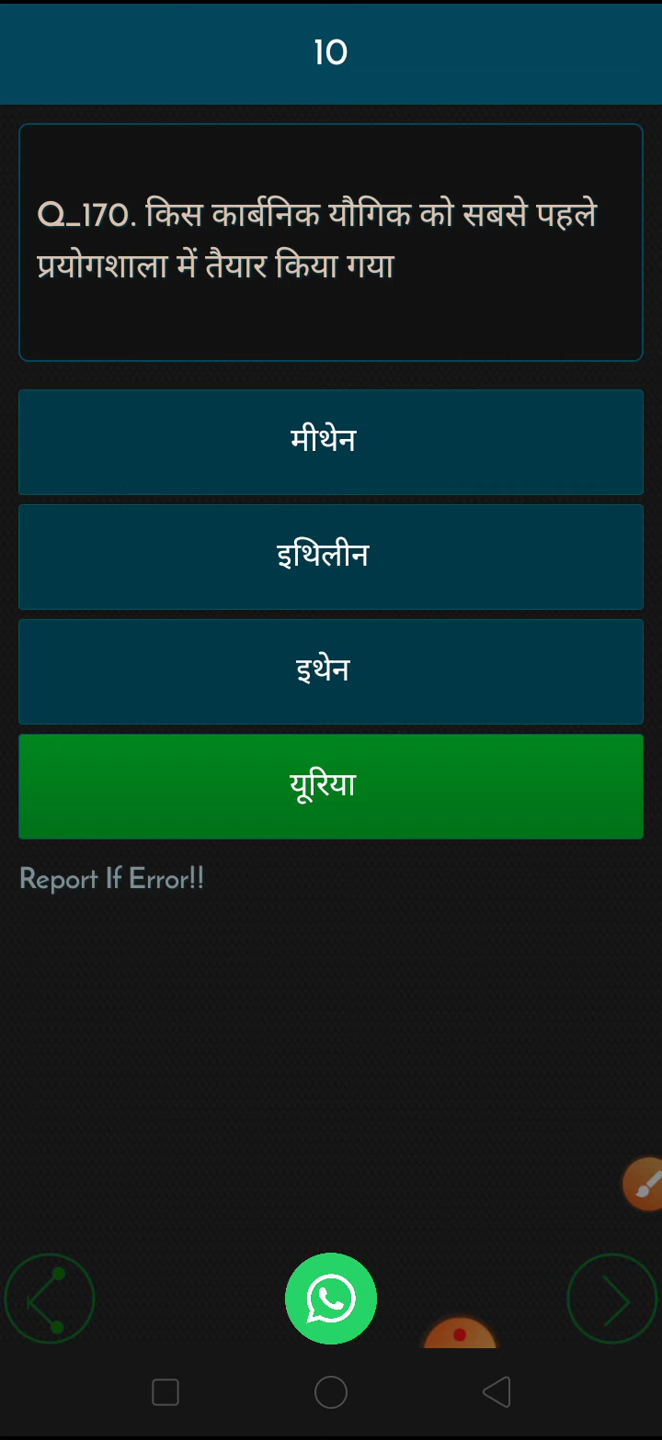 10
Q_170. किस कार्बनिक यौगिक को सबसे पहले
प्रयोगशाला में तैयार किया गया
मीथेन
इथिलीन
इथेन
यूरिया
Report If Error!!